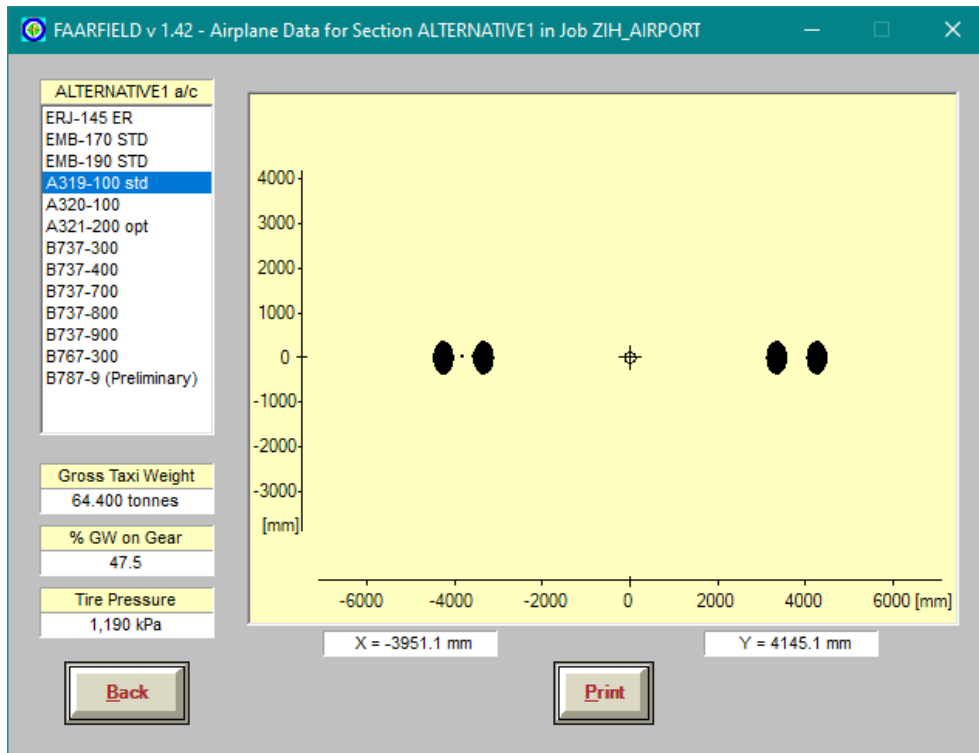 FAARFIELD v 1.42 - Airplane Data for Section ALTERNATIVE1 in Job ZIH_AIRPORT
ALTERNATIVE1 a/c
ERJ-145 ER
EMB-170 STD
EMB-190 STD
A319-100 std
A320-100
A321-200 opt
B737-300
B737-400
B737-700
B737-800
B737-900
B767-300
B787-9 (Preliminary)
Gross Taxi Weight
64.400 tonnes
% GW on Gear
47.5
Tire Pressure
1,190 kPa
4000
3000
2000
1000
0
-1000
-2000
-3000
[mm]
-6000 -4000 -2000 0 2000 4000 6000 [mm]
X = -3951.1 mm
Y = 4145.1 mm
Back
Print